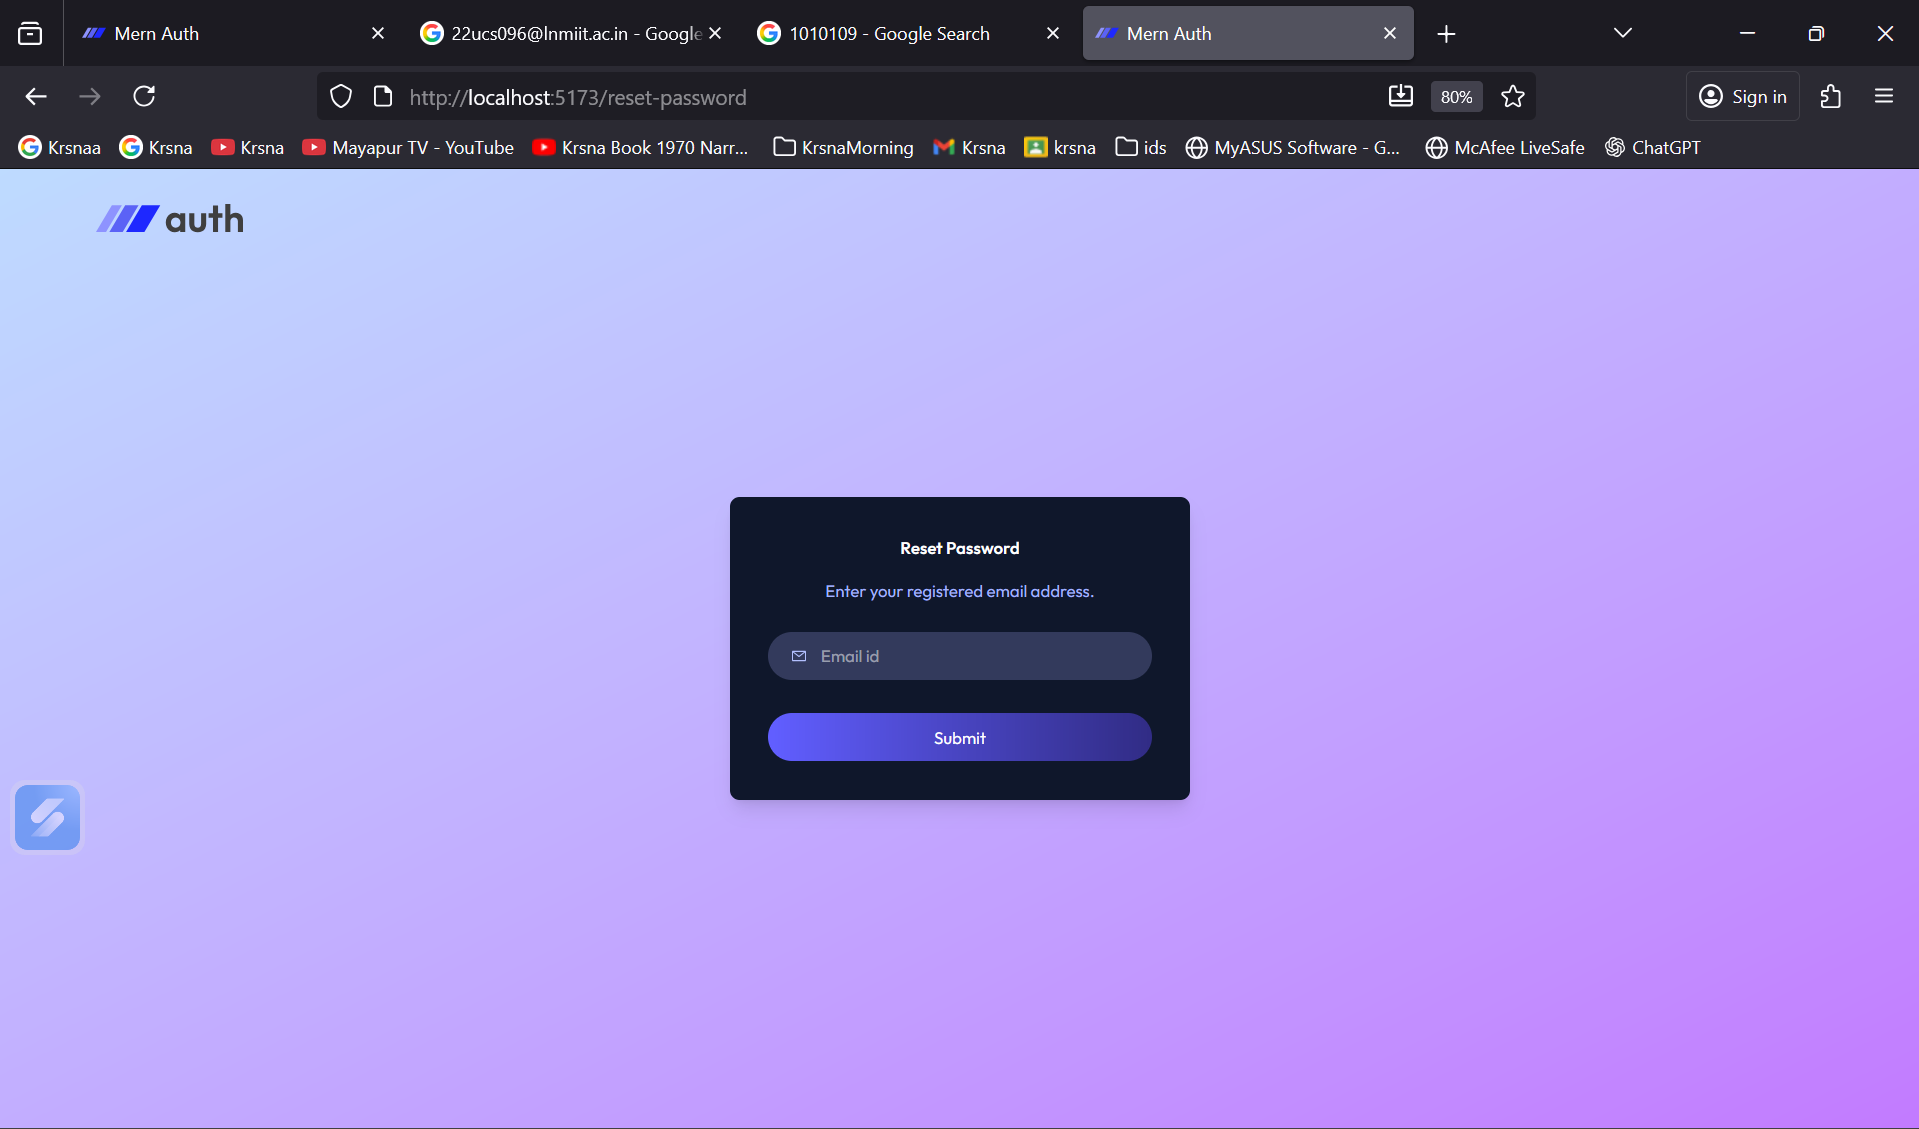 Mern Auth
22ucs096@lnmiit.ac.in - Google
1010109 - Google Search
Mern Auth
http://localhost:5173/reset-password
80%
Sign in
Krsnaa
Krsna
Krsna
Mayapur TV - YouTube
Krsna Book 1970 Narr...
KrsnaMorning
Krsna
krsna
ids
MyASUS Software - G...
McAfee LiveSafe
ChatGPT
auth
Reset Password
Enter your registered email address.
Email id
Submit